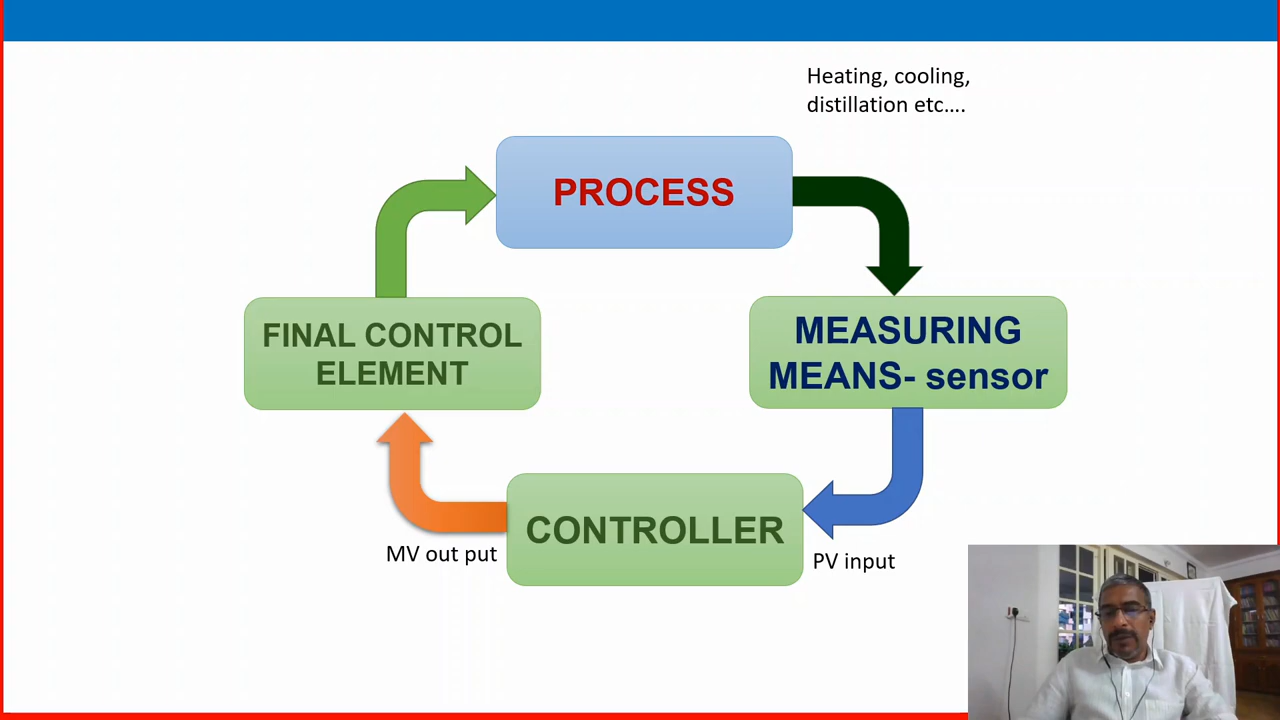 Heating, cooling,
distillation etc....
PROCESS
FINAL CONTROL
ELEMENT
MEASURING
MEANS- sensor
CONTROLLER
MV out put
PV input